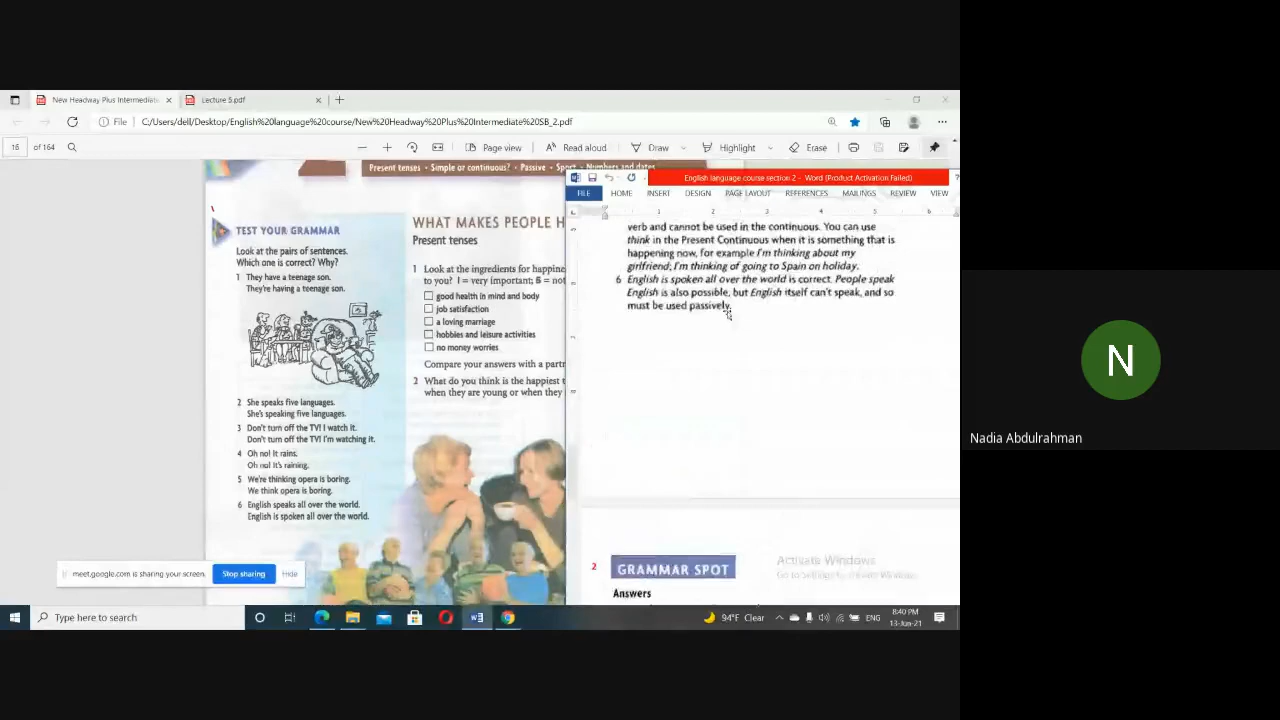 New Headway Plus Intermediate
Lecture 5.pdf
File
C:/Users/dell/Desktop/English%20language%20course/New%20Headway%20Plus%20Intermediate%20SB_2.pdf
16 of 164
Page view
Read aloud
Draw
Highlight
Erase
Present tenses • Simple or continuous? • Passive • Sport • Numbers and dates
TEST YOUR GRAMMAR
Look at the pairs of sentences.
Which one is correct? Why?
1 They have a teenage son.
They're having a teenage son.
2 She speaks five languages.
She's speaking five languages.
3 Don't turn off the TV! I watch it.
Don't turn off the TV! I'm watching it.
4 Oh no! It rains.
Oh no! It's raining.
5 We're thinking opera is boring.
We think opera is boring.
6 English speaks all over the world.
English is spoken all over the world.
WHAT MAKES PEOPLE H
Present tenses
1 Look at the ingredients for happine
to you? 1 = very important; 5 = not
good health in mind and body
job satisfaction
a loving marriage
hobbies and leisure activities
no money worries
Compare your answers with a partn
2 What do you think is the happiest t
when they are young or when they
English language course section 2 - Word (Product Activation Failed)
FILE HOME INSERT DESIGN PAGE LAYOUT REFERENCES MAILINGS REVIEW VIEW
1 2 3 4 5 6
verb and cannot be used in the continuous. You can use
think in the Present Continuous when it is something that is
happening now, for example I'm thinking about my
girlfriend; I'm thinking of going to Spain on holiday.
6 English is spoken all over the world is correct. People speak
English is also possible, but English itself can't speak, and so
must be used passively.
2 GRAMMAR SPOT
Answers
Activate Windows
Go to Settings to activate Windows.
meet.google.com is sharing your screen.
Stop sharing
Hide
Type here to search
94°F Clear
ENG
8:40 PM
13-Jun-21
N
Nadia Abdulrahman